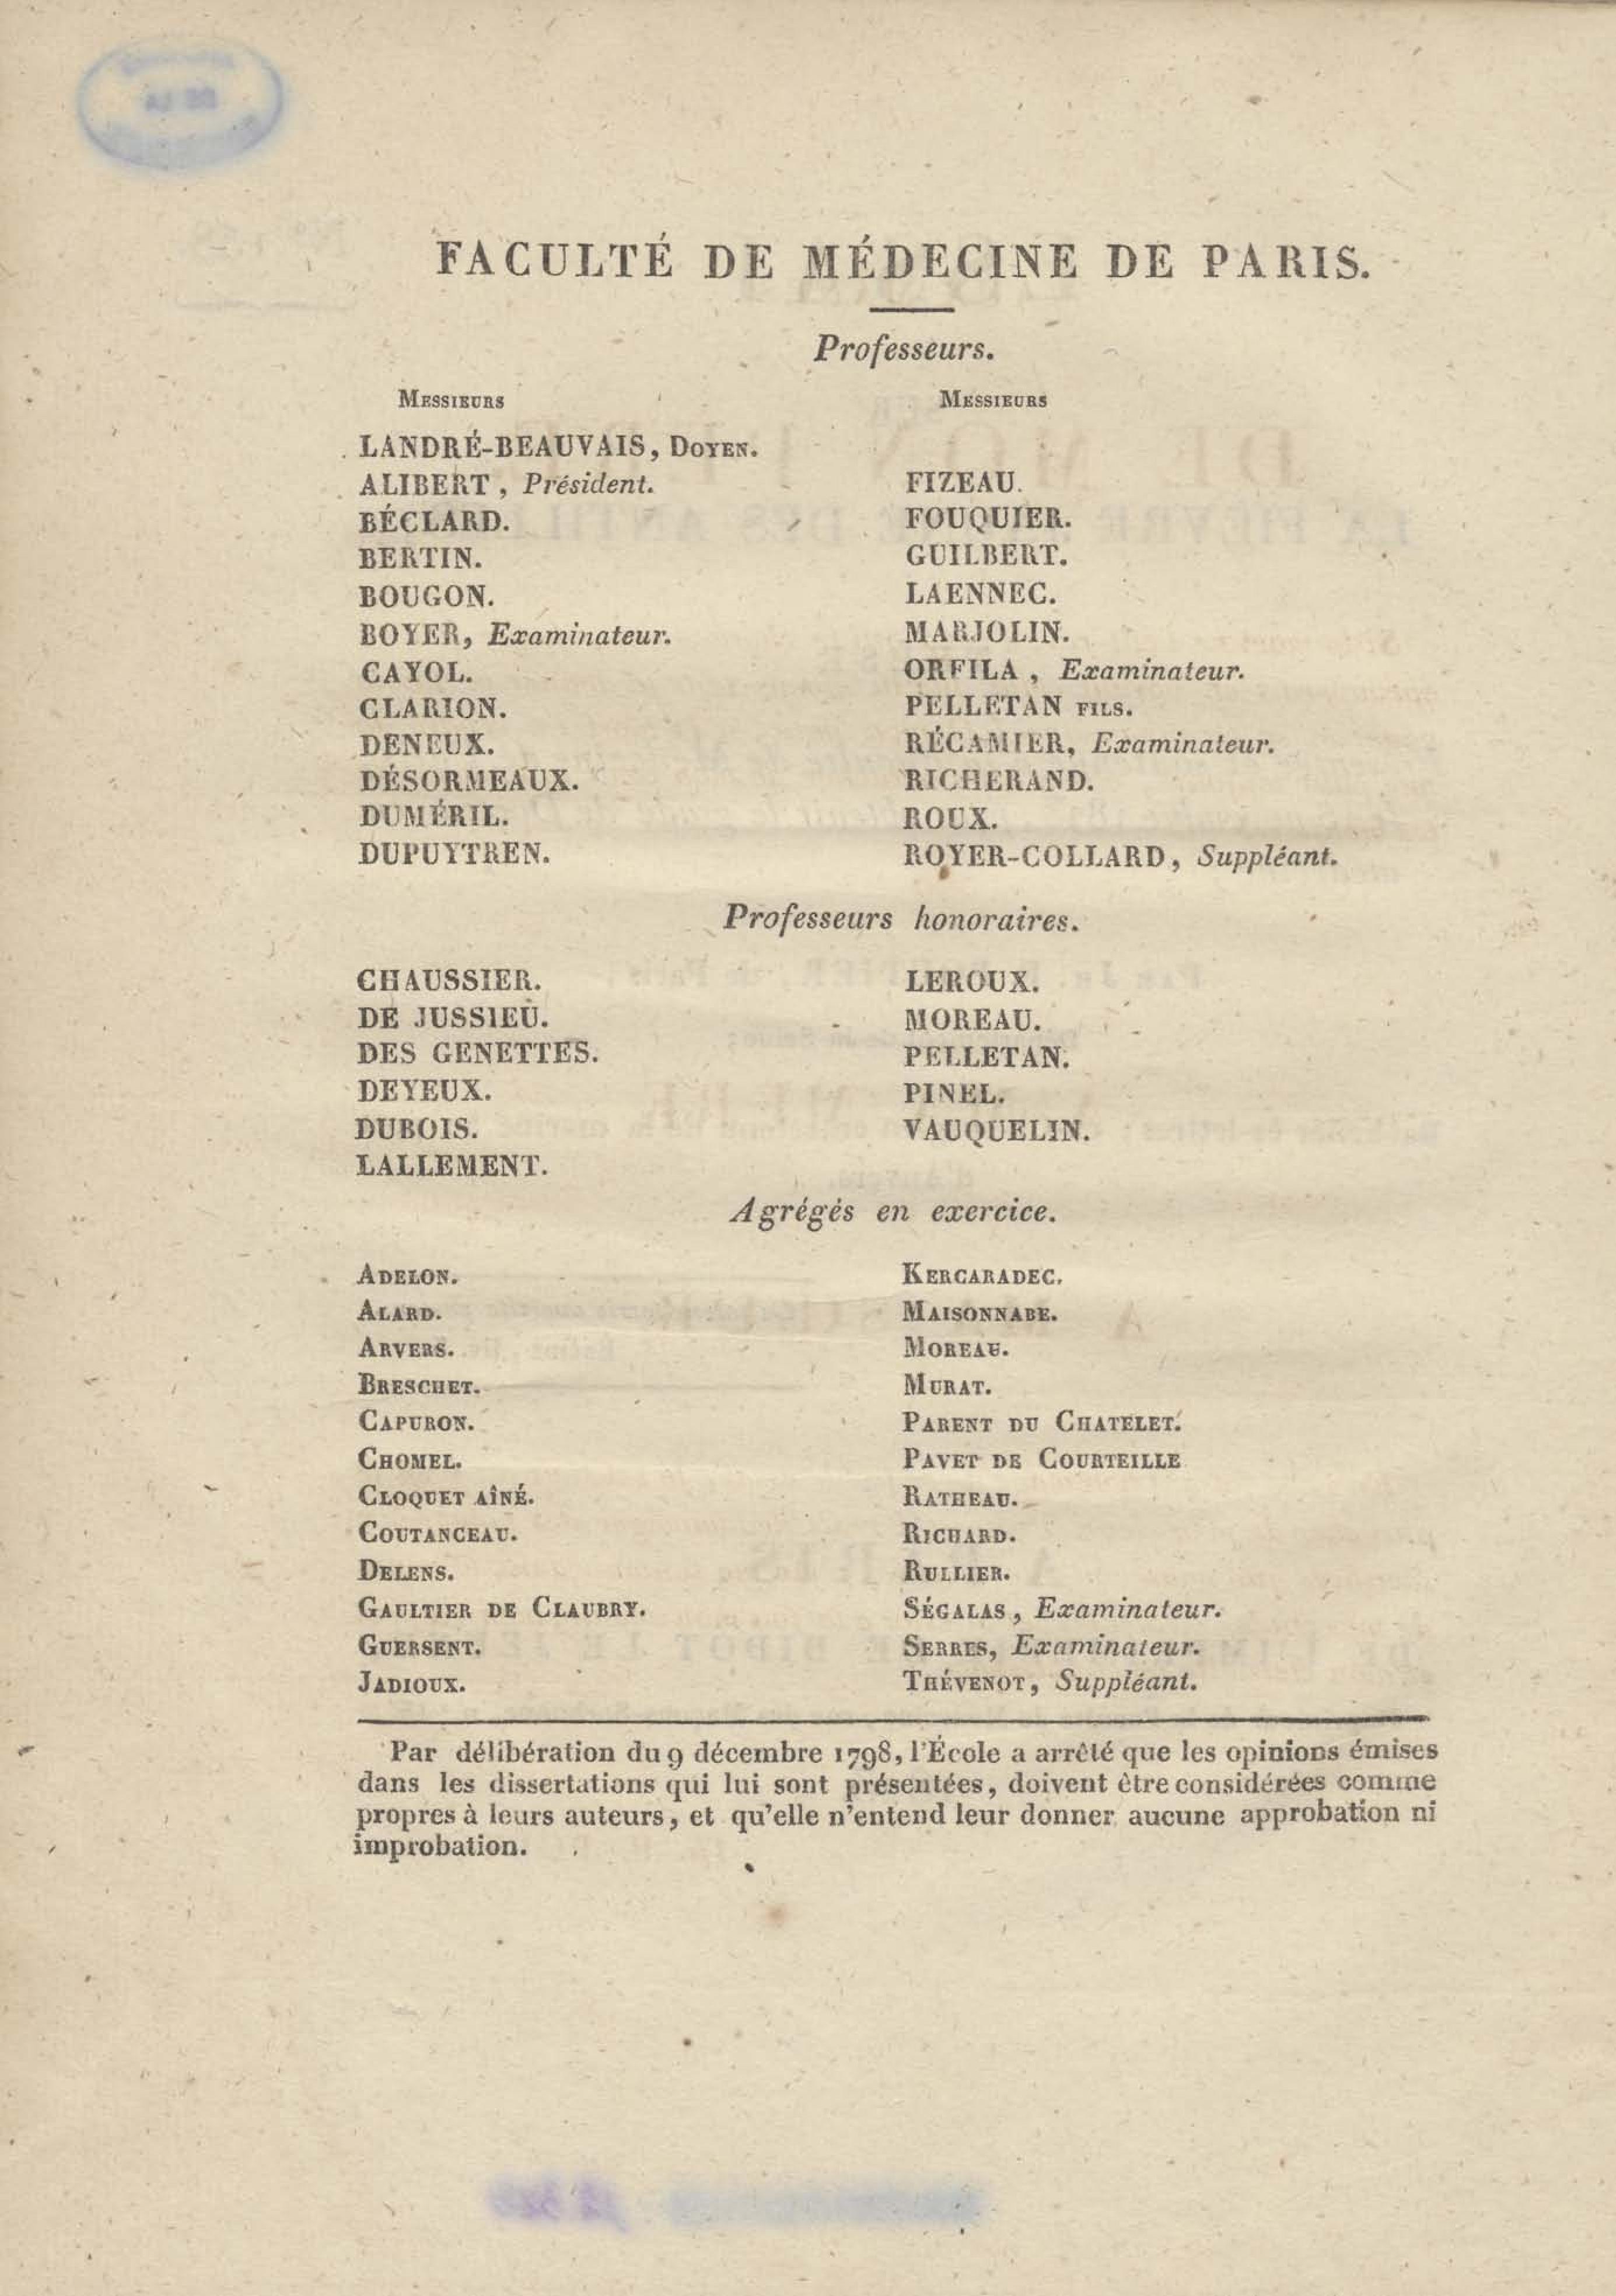 FACULTÉ DE MÉDECINE DE PARIS.
Professeurs.
MESSIEURS
LANDRÉ-BEAUVAIS, DOYEN.
ALIBERT, Président.
BÉCLARD.
BERTIN.
BOUGON.
BOYER, Examinateur.
CAYOL.
CLARION.
DENEUX.
DÉSORMEAUX.
DUMÉRIL.
DUPUYTREN.
MESSIEURS
FIZEAU.
FOUQUIER.
GUILBERT.
LAENNEC.
MARJOLIN.
ORFILA, Examinateur.
PELLETAN FILS.
RÉCAMIER, Examinateur.
RICHERAND.
ROUX.
ROYER-COLLARD, Suppléant.
Professeurs honoraires.
CHAUSSIER.
DE JUSSIEU.
DES GENETTES.
DEYEUX.
DUBOIS.
LALLEMENT.
LEROUX.
MOREAU.
PELLETAN.
PINEL.
VAUQUELIN.
Agrégés en exercice.
ADELON.
ALARD.
ARVERS.
BRESCHET.
CAPURON.
CHOMEL.
CLOQUET AÎNÉ.
COUTANCEAU.
DELENS.
GAULTIER DE CLAUBRY.
GUERSENT.
JADIOUX.
KERGARADEC.
MAISONNABE.
MOREAU.
MURAT.
PARENT DU CHATELET.
PAVET DE COURTEILLE
RATHEAU.
RICHARD.
RULLIER.
SÉGALAS, Examinateur.
SERRES, Examinateur.
THÉVENOT, Suppléant.
Par délibération du 9 décembre 1798, l'École a arrêté que les opinions émises
dans les dissertations qui lui sont présentées, doivent être considérées comme
propres à leurs auteurs, et qu'elle n'entend leur donner aucune approbation ni
improbation.